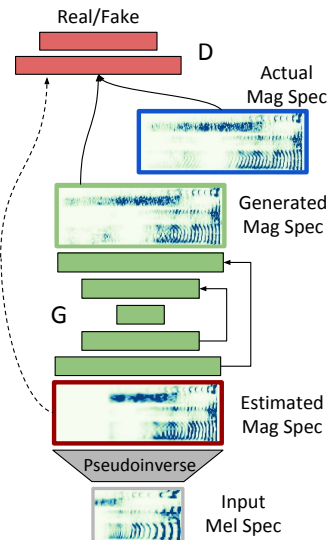 Real/Fake
D
Actual
Mag Spec
Generated
Mag Spec
G
Estimated
Mag Spec
Pseudoinverse
Input
Mel Spec